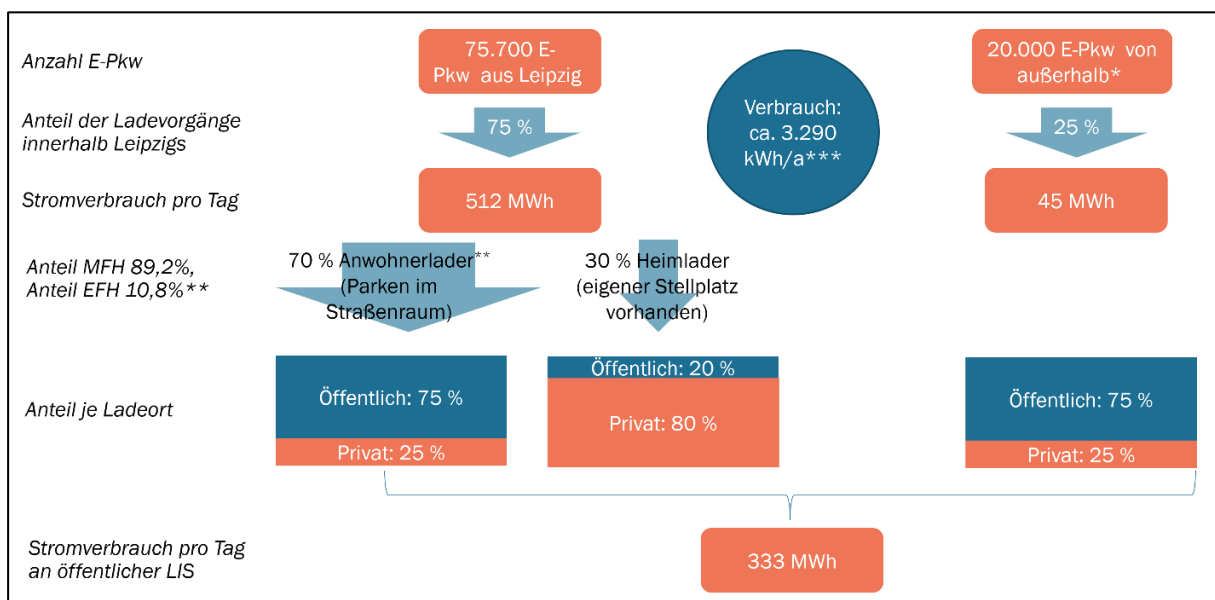 Anzahl E-Pkw
75.700 E-
Pkw aus Leipzig
20.000 E-Pkw von
außerhalb*
Verbrauch:
ca. 3.290
kWh/a***
Anteil der Ladevorgänge
innerhalb Leipzigs
75 %
25 %
Stromverbrauch pro Tag
512 MWh
45 MWh
Anteil MFH 89,2%,
Anteil EFH 10,8%**
70 % Anwohnerlader**
(Parken im
Straßenraum)
30 % Heimlader
(eigener Stellplatz
vorhanden)
Anteil je Ladeort
Öffentlich: 75 %
Privat: 25 %
Öffentlich: 20 %
Privat: 80 %
Öffentlich: 75 %
Privat: 25 %
Stromverbrauch pro Tag
an öffentlicher LIS
333 MWh